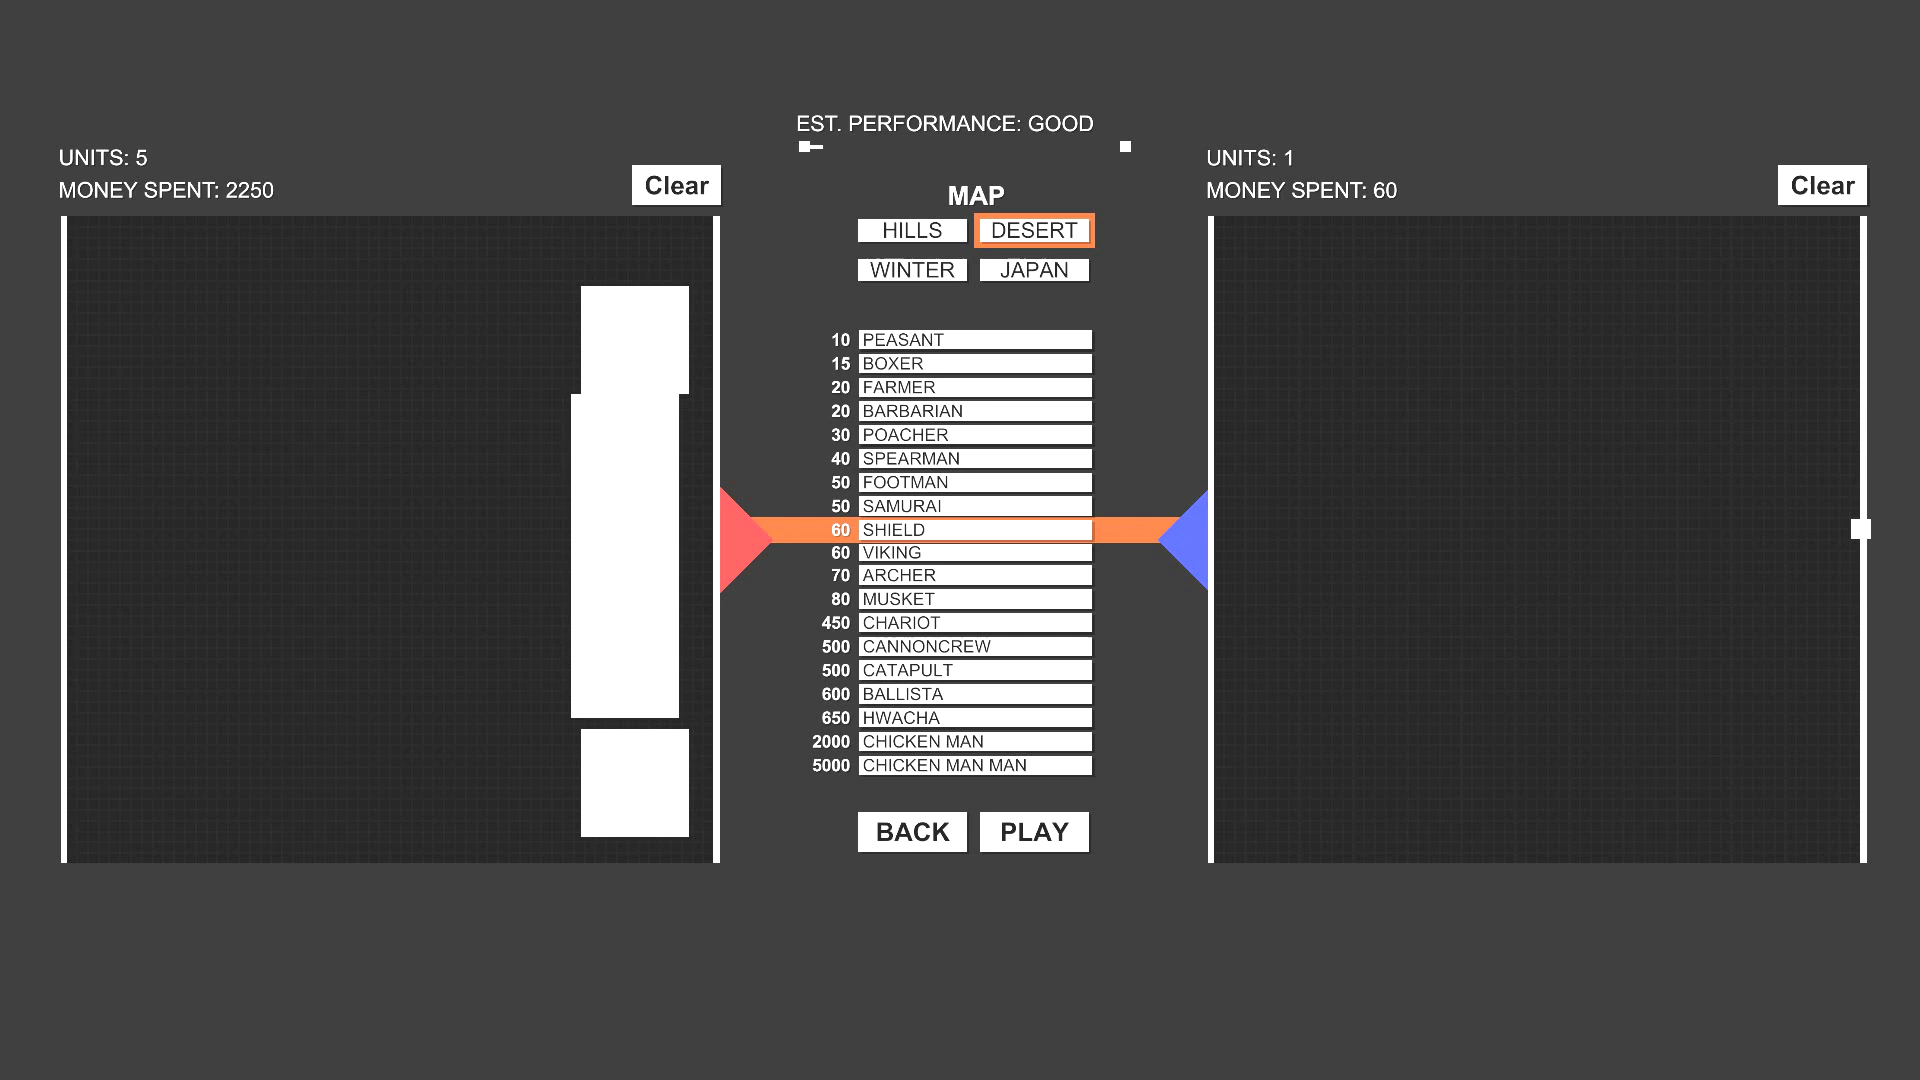 EST. PERFORMANCE: GOOD
UNITS: 5
MONEY SPENT: 2250
Clear
MAP
HILLS
DESERT
WINTER
JAPAN
10 PEASANT
15 BOXER
20 FARMER
20 BARBARIAN
30 POACHER
40 SPEARMAN
50 FOOTMAN
50 SAMURAI
60 SHIELD
60 VIKING
70 ARCHER
80 MUSKET
450 CHARIOT
500 CANNONCREW
500 CATAPULT
600 BALLISTA
650 HWACHA
2000 CHICKEN MAN
5000 CHICKEN MAN MAN
BACK
PLAY
UNITS: 1
MONEY SPENT: 60
Clear